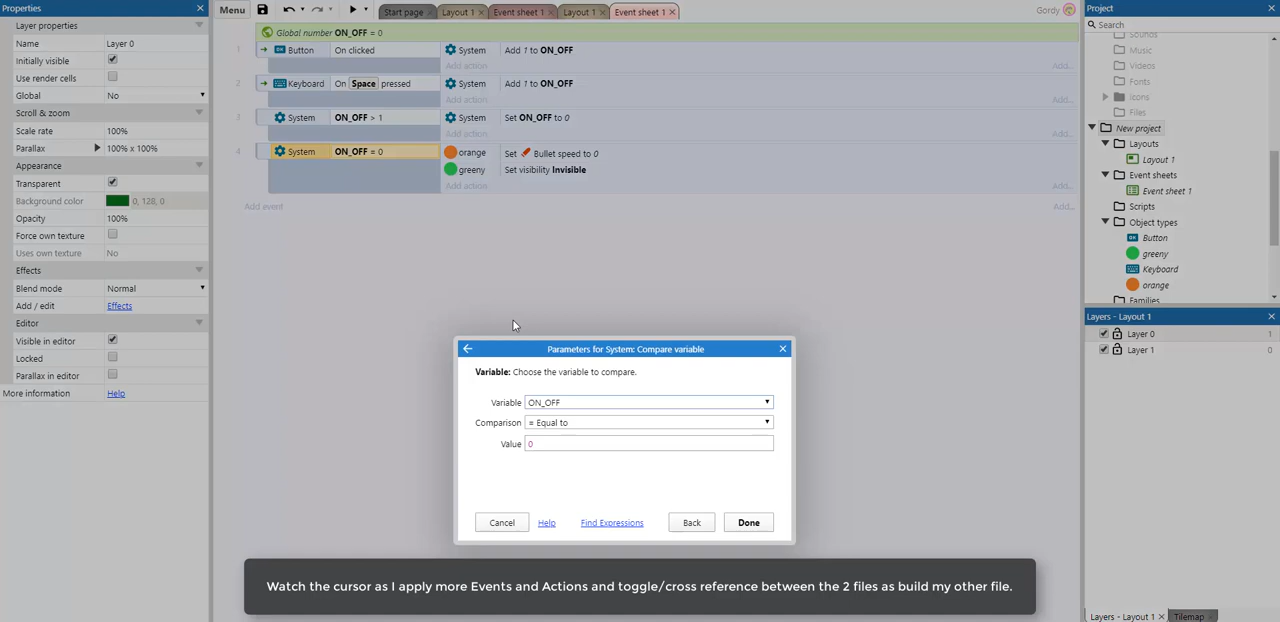 Properties
Menu
Start page
Layout 1
Event sheet 1
Layout 1
Event sheet 1
Gordy
Project
Layer properties
Name Layer 0
Initially visible
Use render cells
Global No
Scroll & zoom
Scale rate 100%
Parallax 100% x 100%
Appearance
Transparent
Background color 0, 128, 0
Opacity 100%
Force own texture
Uses own texture No
Effects
Blend mode Normal
Add / edit Effects
Editor
Visible in editor
Locked
Parallax in editor
More information Help
Global number ON_OFF = 0
1 Button On clicked System Add 1 to ON_OFF
Add action Add...
2 Keyboard On Space pressed System Add 1 to ON_OFF
Add action Add...
3 System ON_OFF > 1 System Set ON_OFF to 0
Add action Add...
4 System ON_OFF = 0 orange Set Bullet speed to 0
greeny Set visibility Invisible
Add action Add...
Add event Add...
Parameters for System: Compare variable
Variable: Choose the variable to compare.
Variable ON_OFF
Comparison = Equal to
Value 0
Cancel Help Find Expressions Back Done
Search
Sounds
Music
Videos
Fonts
Icons
Files
New project
Layouts
Layout 1
Event sheets
Event sheet 1
Scripts
Object types
Button
greeny
Keyboard
orange
Families
Layers - Layout 1
Layer 0 1
Layer 1 0
Layers - Layout 1 Tilemap
Watch the cursor as I apply more Events and Actions and toggle/cross reference between the 2 files as build my other file.